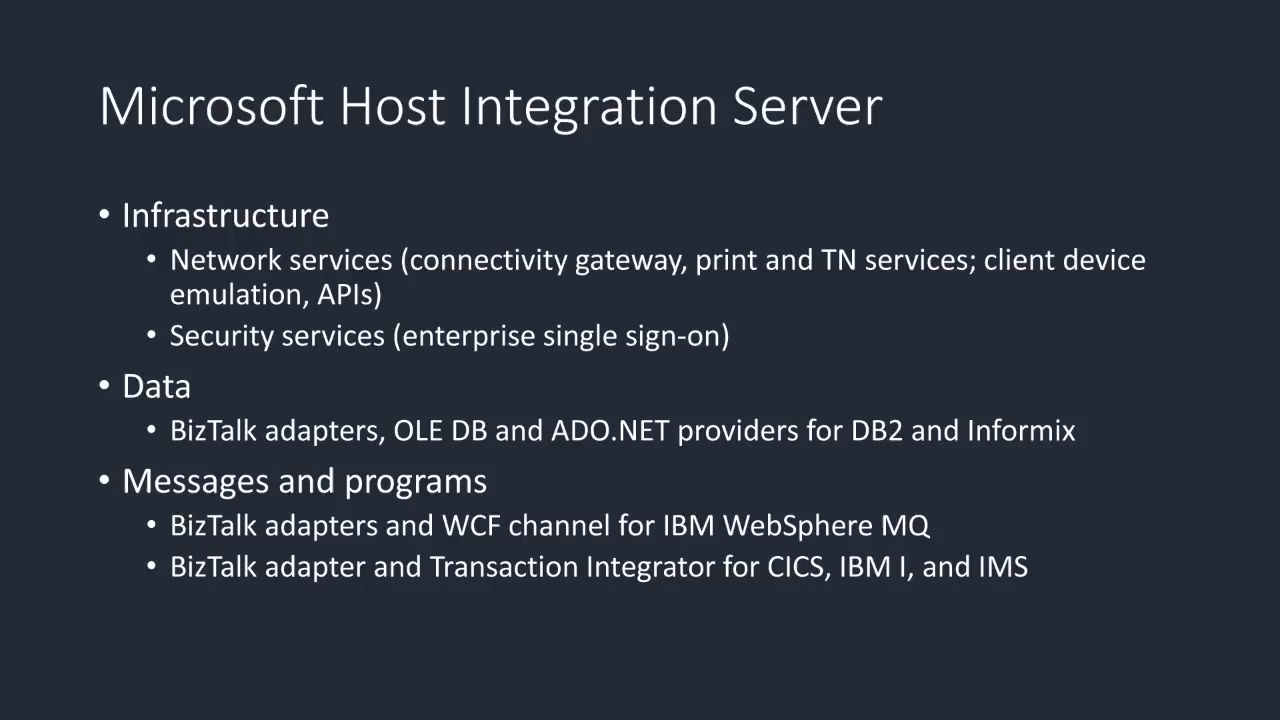 Microsoft Host Integration Server
• Infrastructure
• Network services (connectivity gateway, print and TN services; client device
emulation, APIs)
• Security services (enterprise single sign-on)
• Data
• BizTalk adapters, OLE DB and ADO.NET providers for DB2 and Informix
• Messages and programs
• BizTalk adapters and WCF channel for IBM WebSphere MQ
• BizTalk adapter and Transaction Integrator for CICS, IBM I, and IMS